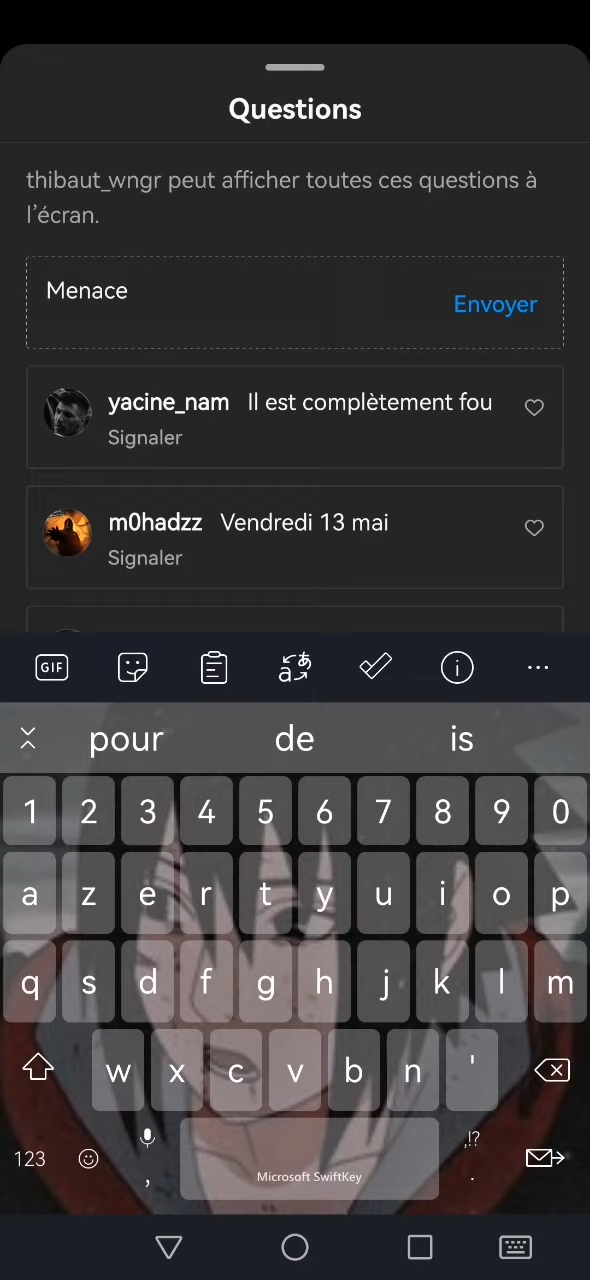 Questions
thibaut_wngr peut afficher toutes ces questions à
l'écran.
Menace
Envoyer
yacine_nam Il est complètement fou
Signaler
m0hadzz Vendredi 13 mai
Signaler
GIF
pour de is
1 2 3 4 5 6 7 8 9 0
a z e r t y u i o p
q s d f g h j k l m
w x c v b n '
123 , Microsoft SwiftKey ,!? .